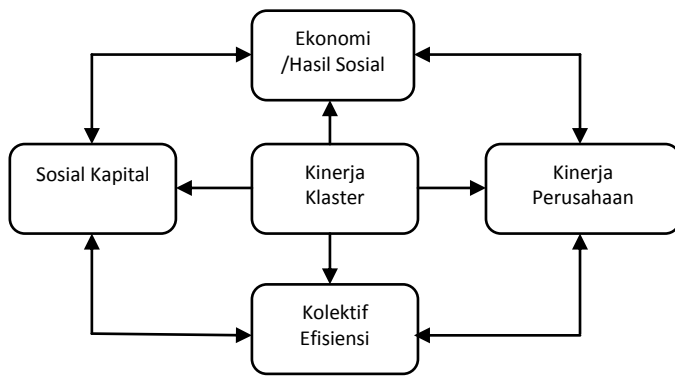 Ekonomi
/Hasil Sosial
Sosial Kapital
Kinerja
Klaster
Kinerja
Perusahaan
Kolektif
Efisiensi